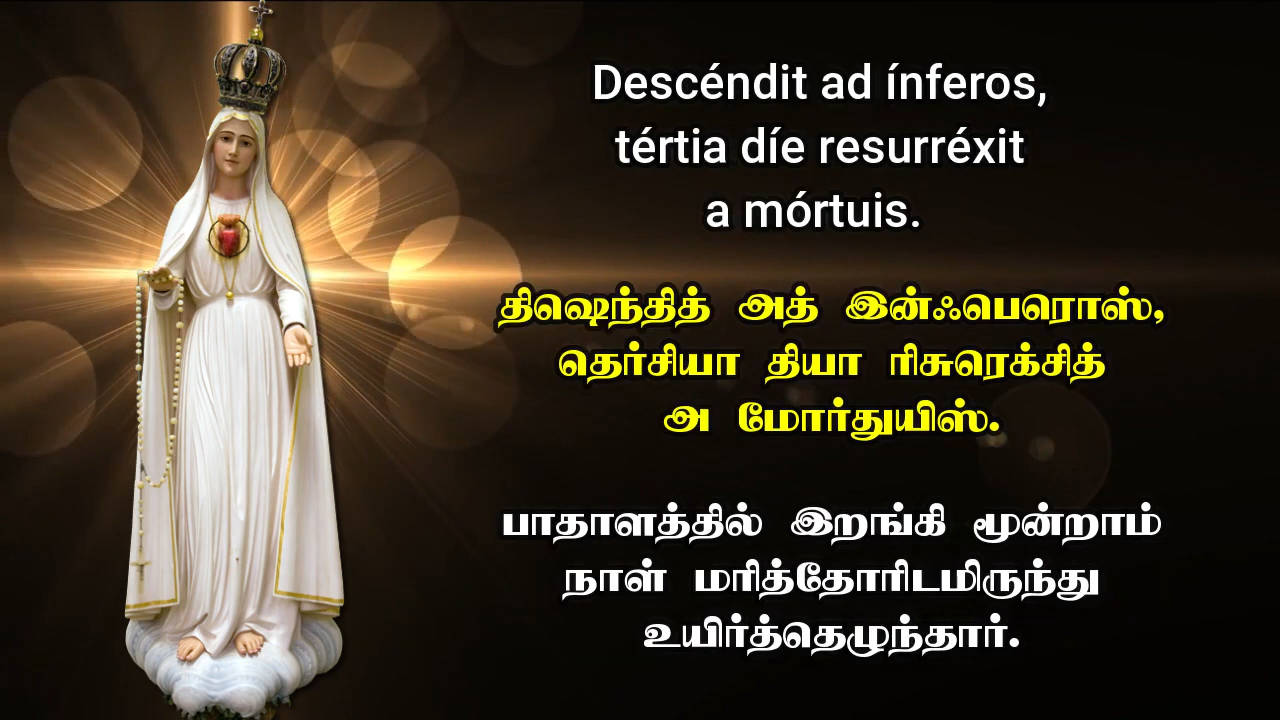 Descéndit ad ínferos,
tértia díe resurréxit
a mórtuis.
திஷெந்தித் அத் இன்ஃபெரொஸ்,
தெர்சியா தியா ரிசுரெக்சித்
அ மோர்துயிஸ்.
பாதாளத்தில் இறங்கி மூன்றாம்
நாள் மரித்தோரிடமிருந்து
உயிர்த்தெழுந்தார்.